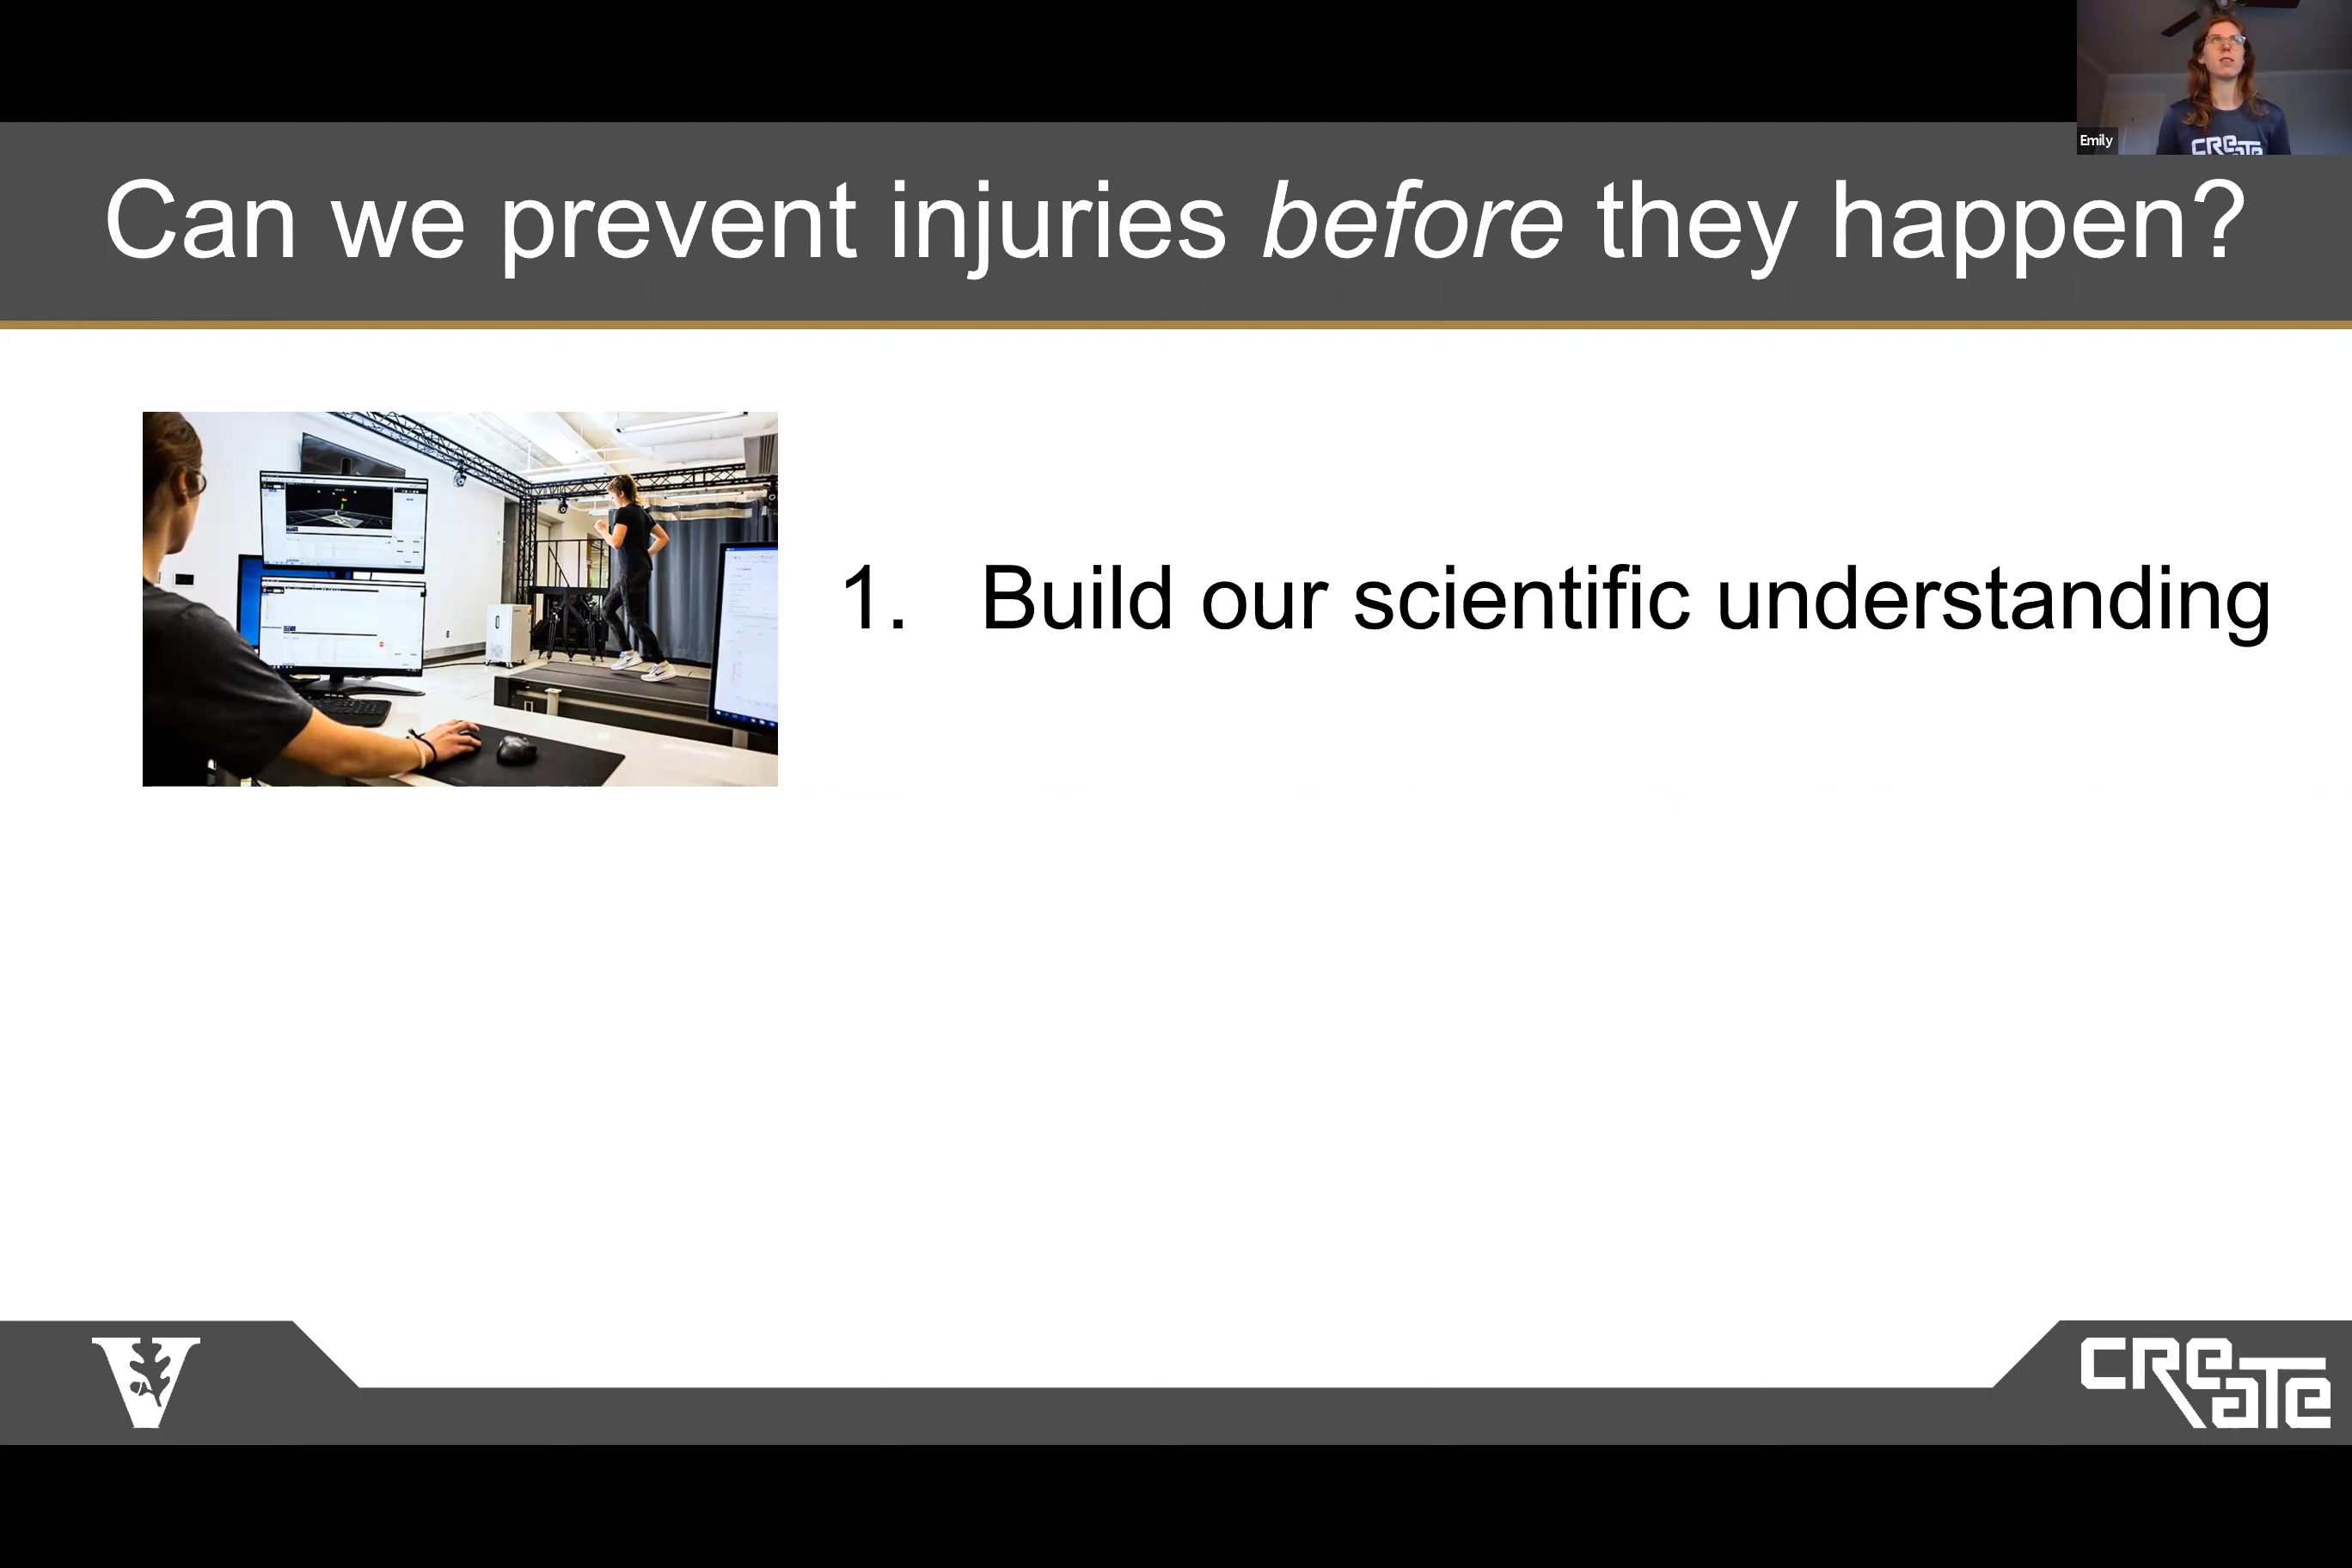 Emily
CREATE
Can we prevent injuries before they happen?
1. Build our scientific understanding
V
CREATE